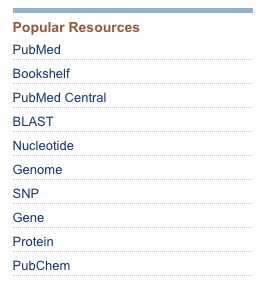 Popular Resources
PubMed
Bookshelf
PubMed Central
BLAST
Nucleotide
Genome
SNP
Gene
Protein
PubChem